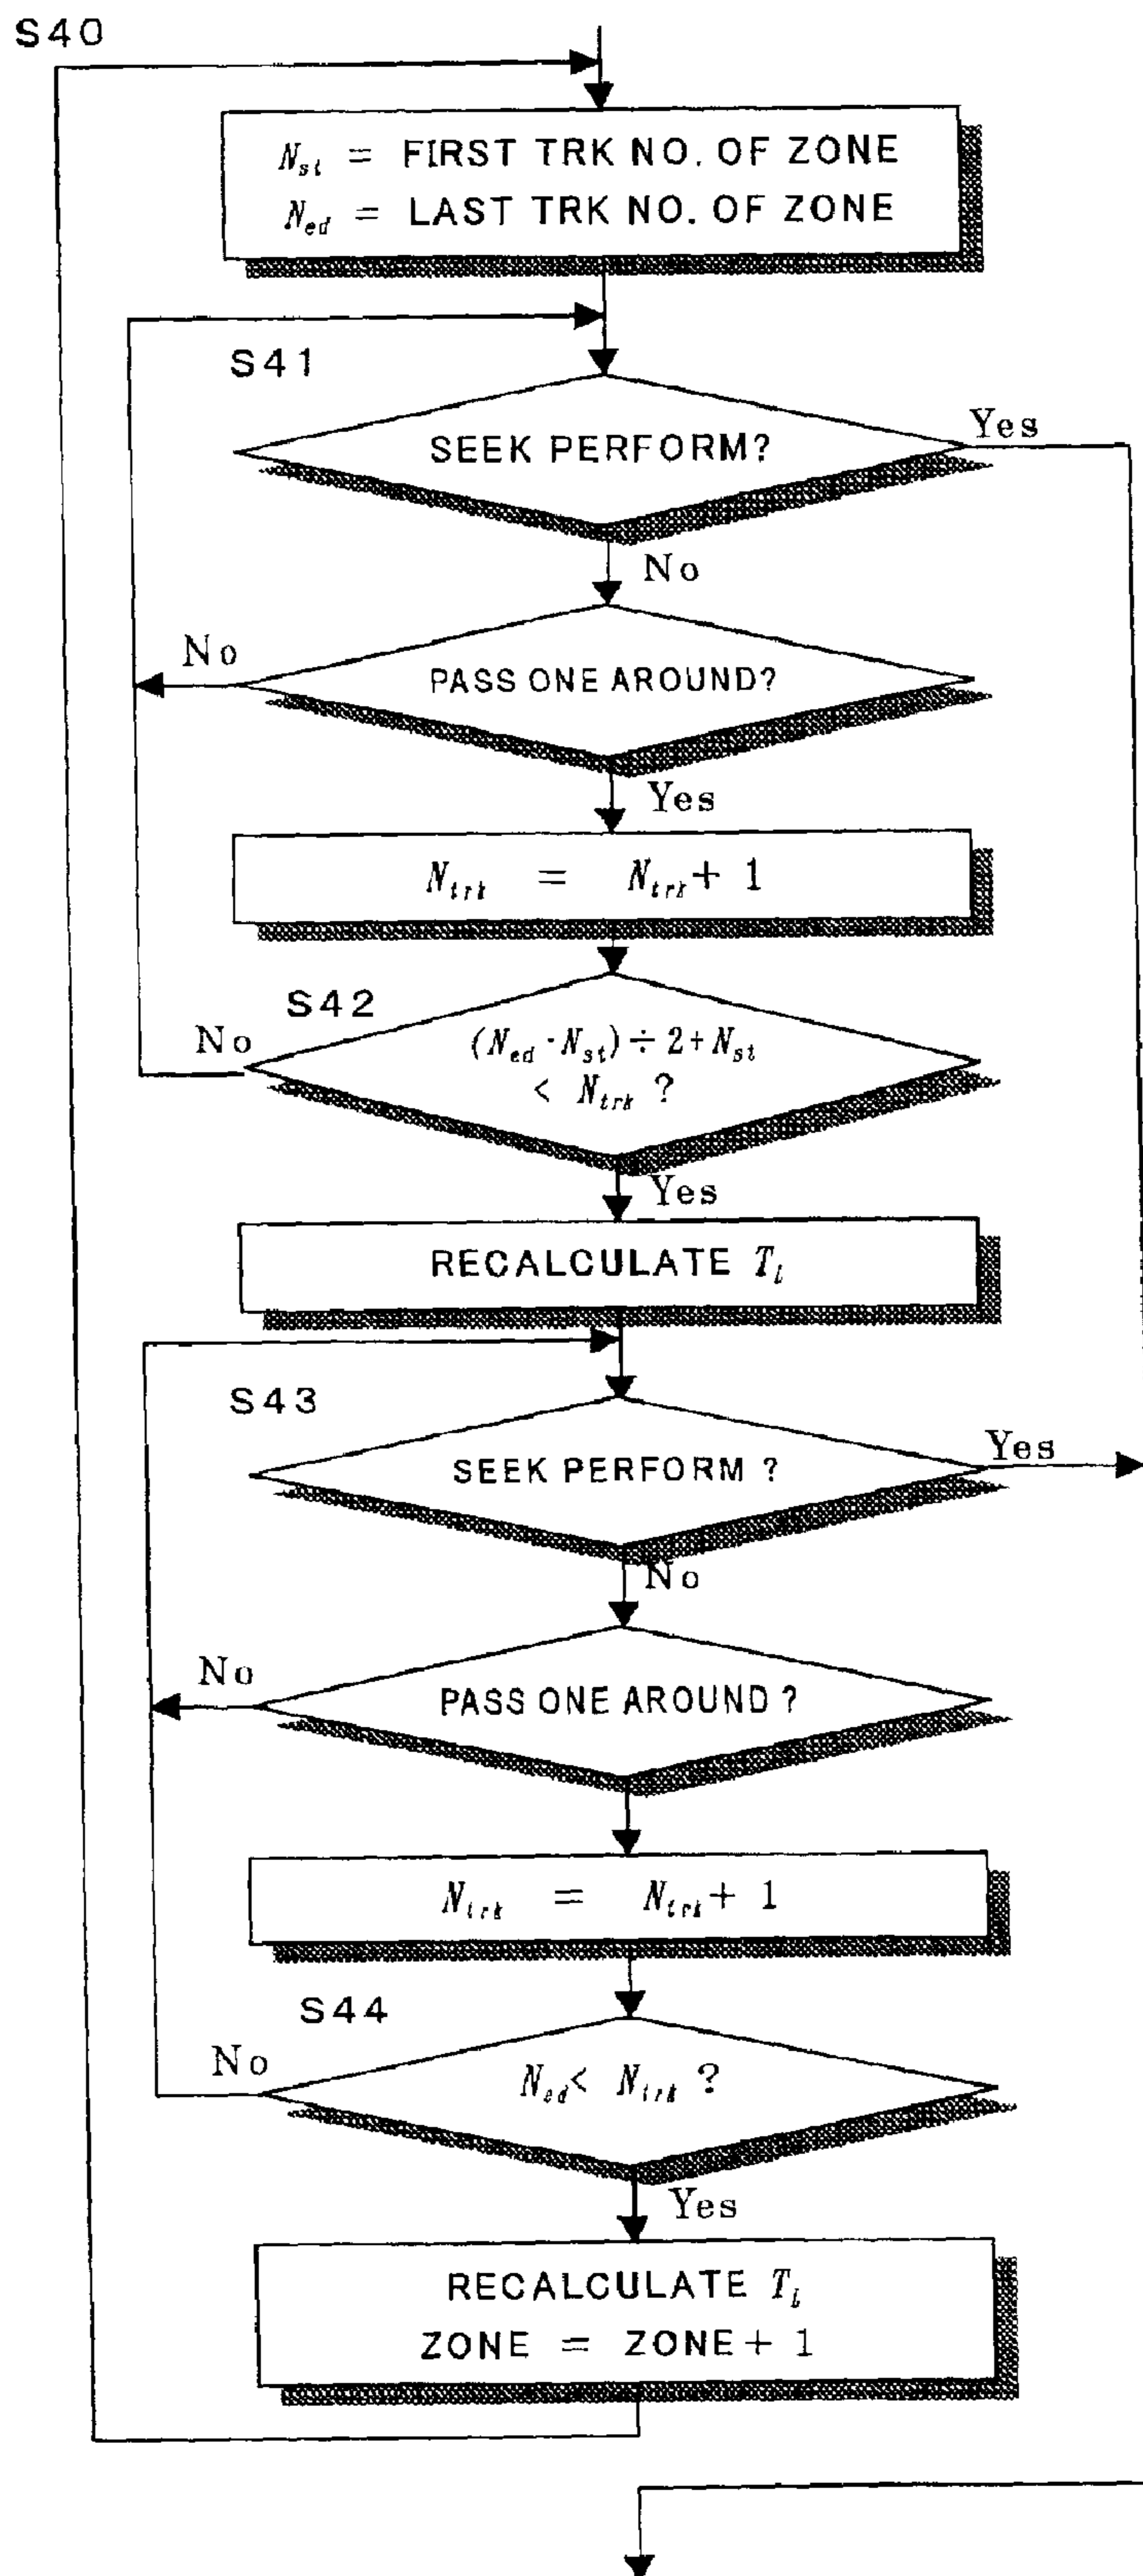 S40
N_st = FIRST TRK NO. OF ZONE
N_ed = LAST TRK NO. OF ZONE
S41
SEEK PERFORM?
Yes
No
PASS ONE AROUND?
No
Yes
N_trk = N_trk + 1
S42
(N_ed - N_st) ÷ 2 + N_st
< N_trk ?
No
Yes
RECALCULATE T_L
S43
SEEK PERFORM ?
Yes
No
PASS ONE AROUND ?
No
N_trk = N_trk + 1
S44
N_ed < N_trk ?
No
Yes
RECALCULATE T_L
ZONE = ZONE + 1